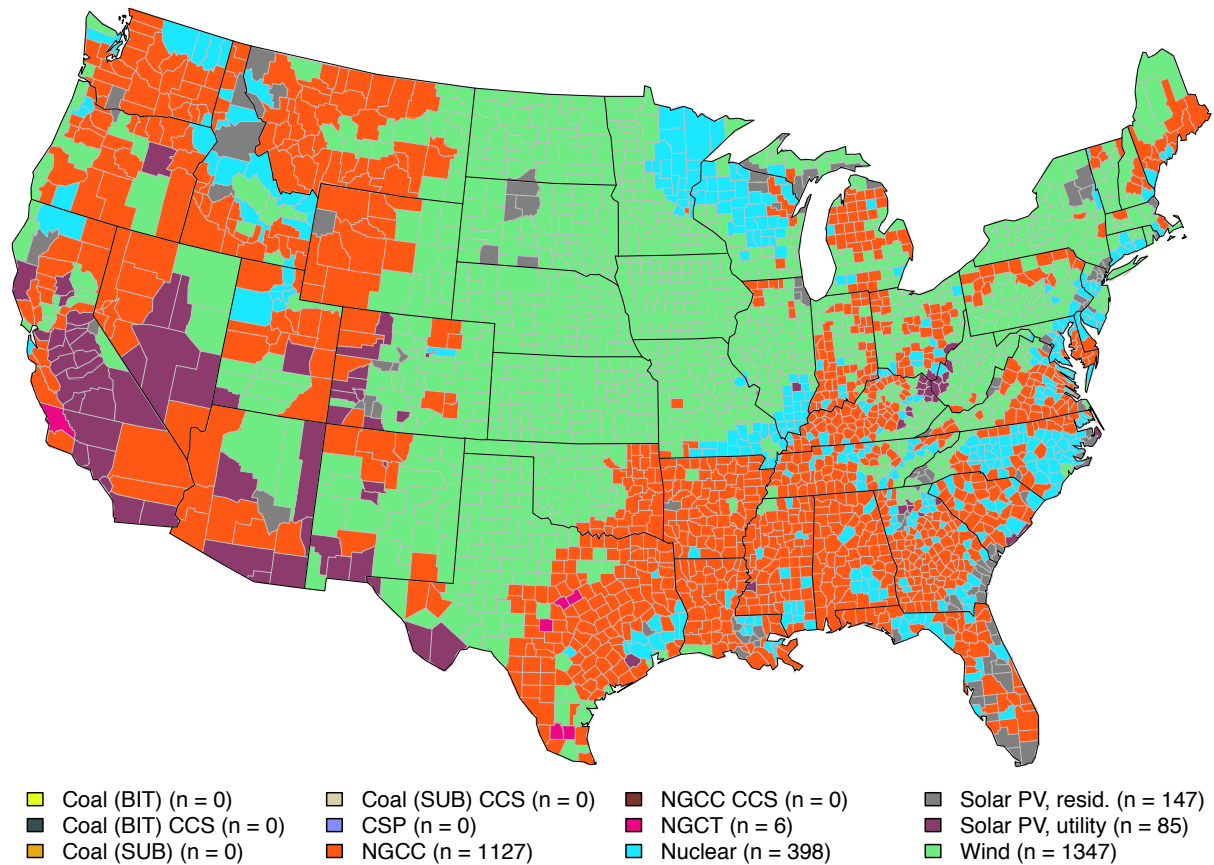 Coal (BIT) (n = 0) Coal (SUB) CCS (n = 0) NGCC CCS (n = 0) Solar PV, resid. (n = 147)
Coal (BIT) CCS (n = 0) CSP (n = 0) NGCT (n = 6) Solar PV, utility (n = 85)
Coal (SUB) (n = 0) NGCC (n = 1127) Nuclear (n = 398) Wind (n = 1347)